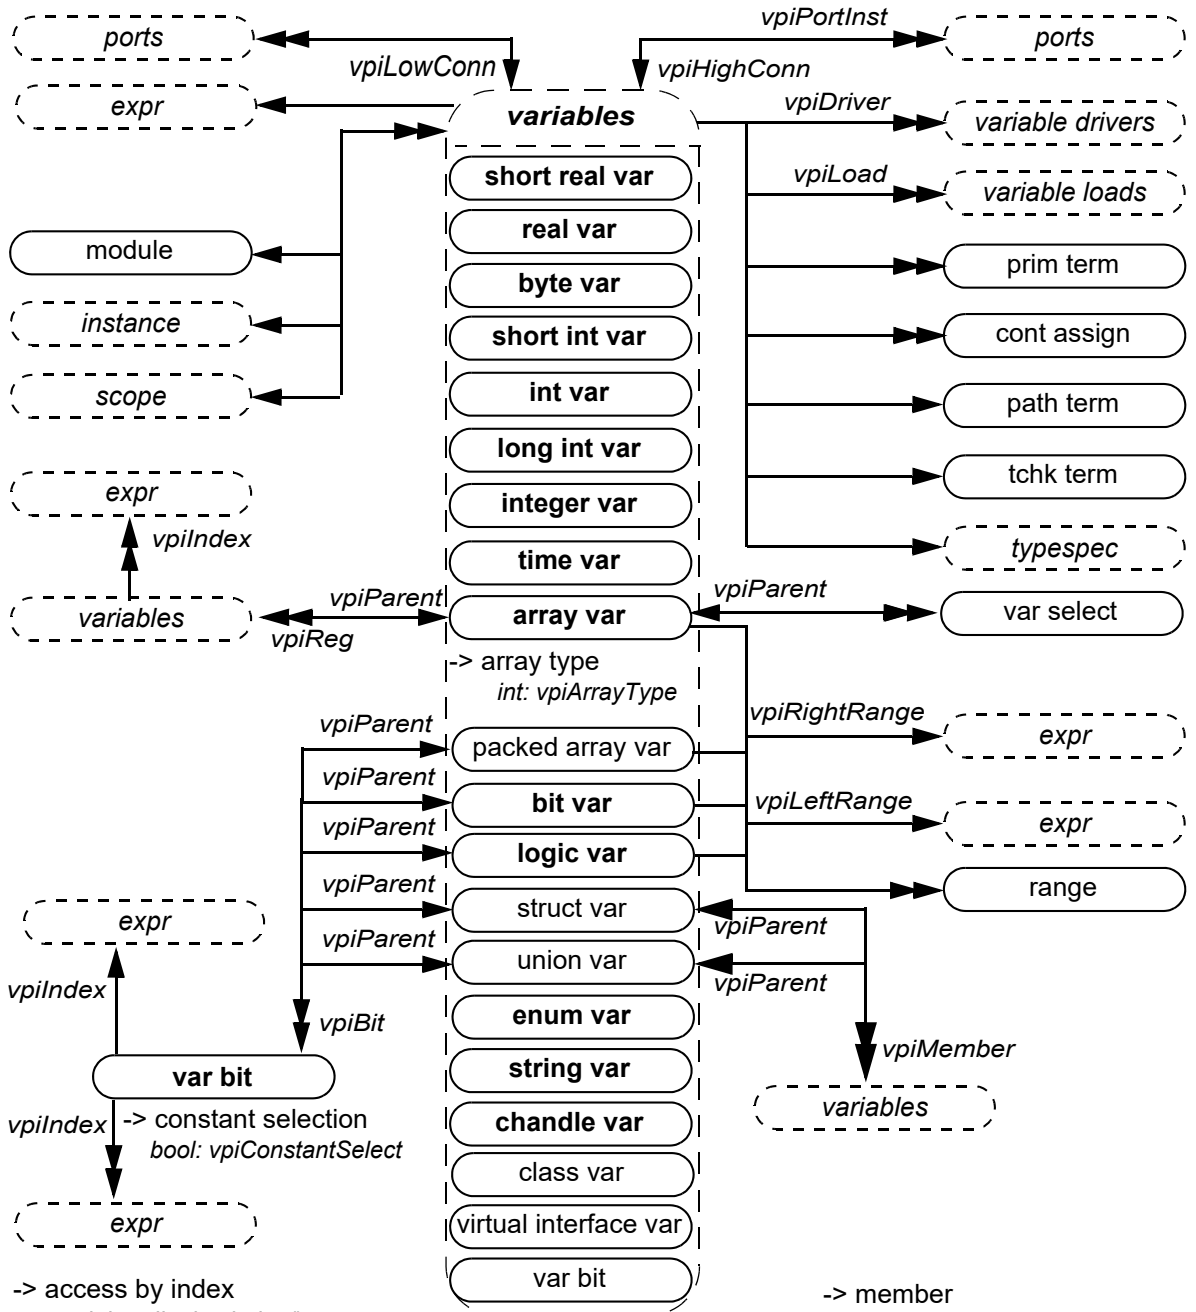 ports
vpiLowConn
vpiPortInst
ports
vpiHighConn
expr
variables
vpiDriver
variable drivers
short real var
vpiLoad
variable loads
real var
module
prim term
byte var
instance
short int var
cont assign
scope
int var
path term
long int var
tchk term
expr
vpiIndex
integer var
time var
typespec
variables
vpiParent
vpiReg
array var
vpiParent
var select
-> array type
int: vpiArrayType
vpiParent
packed array var
vpiRightRange
expr
vpiParent
bit var
vpiLeftRange
expr
vpiParent
logic var
vpiParent
struct var
range
vpiParent
expr
vpiParent
union var
vpiParent
vpiIndex
vpiBit
enum var
vpiMember
var bit
string var
variables
vpiIndex
-> constant selection
bool: vpiConstantSelect
chandle var
class var
expr
virtual interface var
-> access by index
var bit
-> member